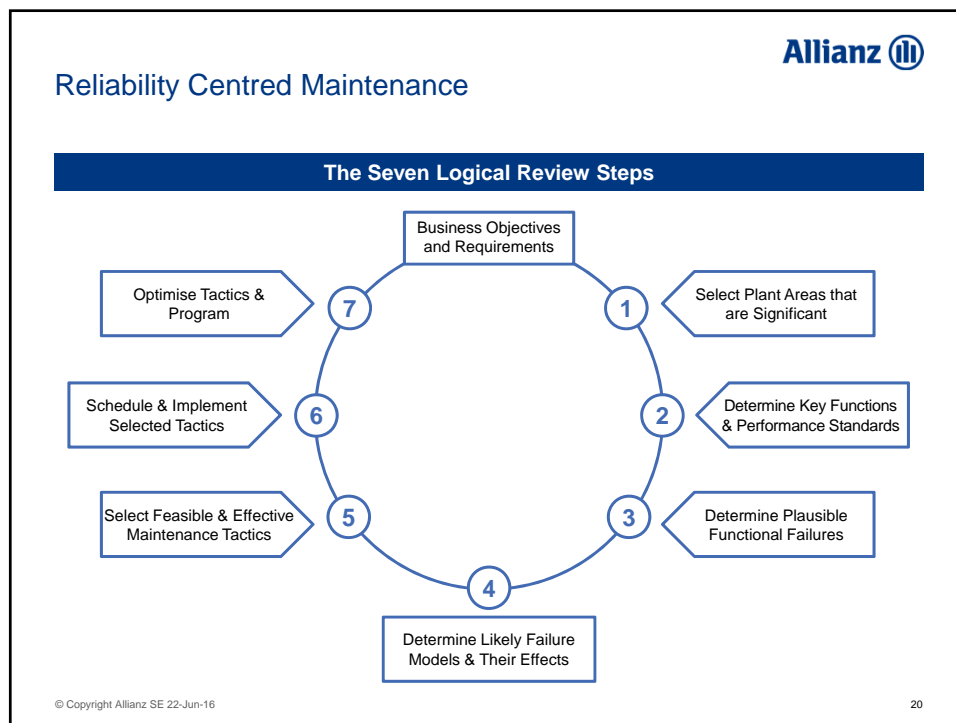 Allianz
Reliability Centred Maintenance
The Seven Logical Review Steps
Business Objectives
and Requirements
1
Select Plant Areas that
are Significant
2
Determine Key Functions
& Performance Standards
3
Determine Plausible
Functional Failures
4
Determine Likely Failure
Models & Their Effects
5
Select Feasible & Effective
Maintenance Tactics
6
Schedule & Implement
Selected Tactics
7
Optimise Tactics &
Program
© Copyright Allianz SE 22-Jun-16
20